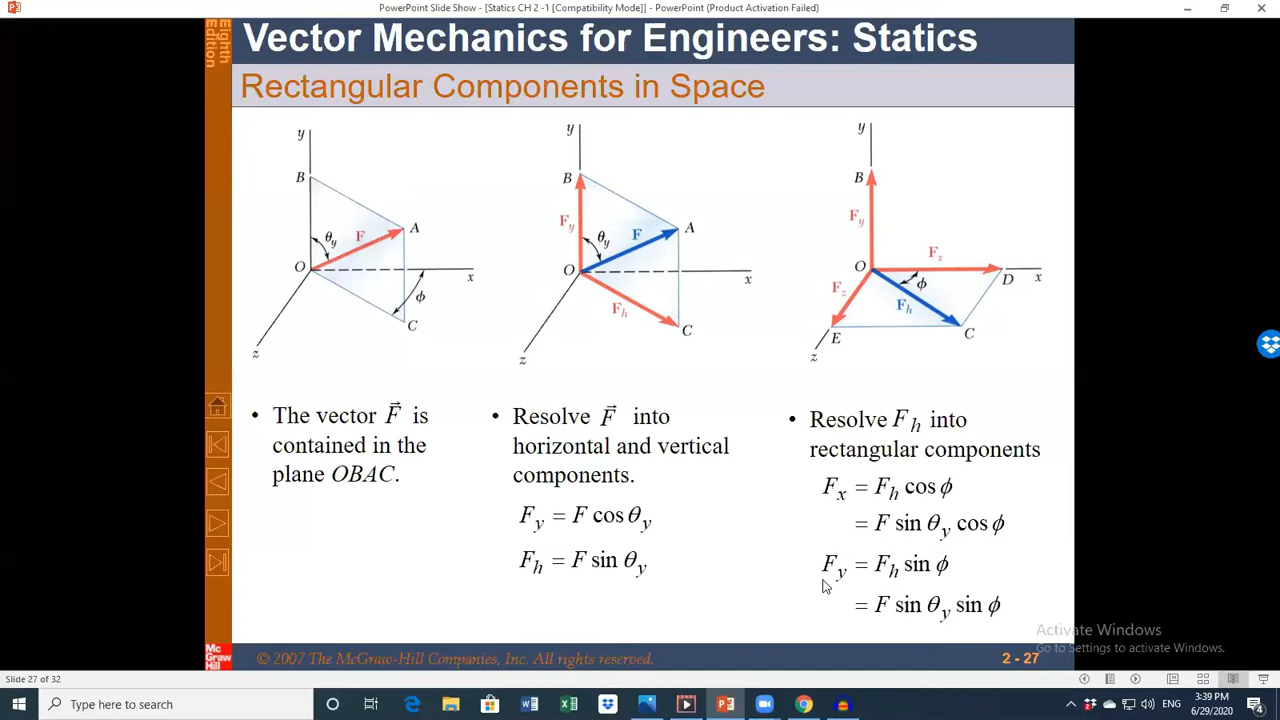 PowerPoint Slide Show - [Statics CH 2 -1 [Compatibility Mode]] - PowerPoint (Product Activation Failed)
Eighth
Edition
Vector Mechanics for Engineers: Statics
Rectangular Components in Space
y
B
A
θy
F
O
x
ϕ
C
z
y
B
Fy
θy
F
A
O
x
Fh
C
z
y
B
Fy
O
Fx
D
x
ϕ
Fz
Fh
E
C
z
• The vector F⃗ is
contained in the
plane OBAC.
• Resolve F⃗ into
horizontal and vertical
components.
Fy = F cos θy
Fh = F sin θy
• Resolve Fh into
rectangular components
Fx = Fh cos ϕ
= F sin θy cos ϕ
Fy = Fh sin ϕ
= F sin θy sin ϕ
Activate Windows
Go to Settings to activate Windows.
Mc
Graw
Hill
© 2007 The McGraw-Hill Companies, Inc. All rights reserved.
2 - 27
Slide 27 of 32
Type here to search
ENG
3:39 PM
6/29/2020